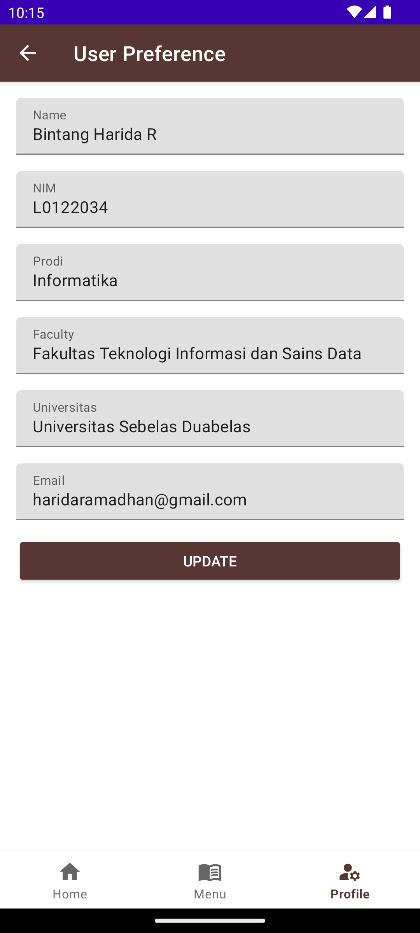 10:15
User Preference
Name
Bintang Harida R
NIM
L0122034
Prodi
Informatika
Faculty
Fakultas Teknologi Informasi dan Sains Data
Universitas
Universitas Sebelas Duabelas
Email
haridaramadhan@gmail.com
UPDATE
Home Menu Profile